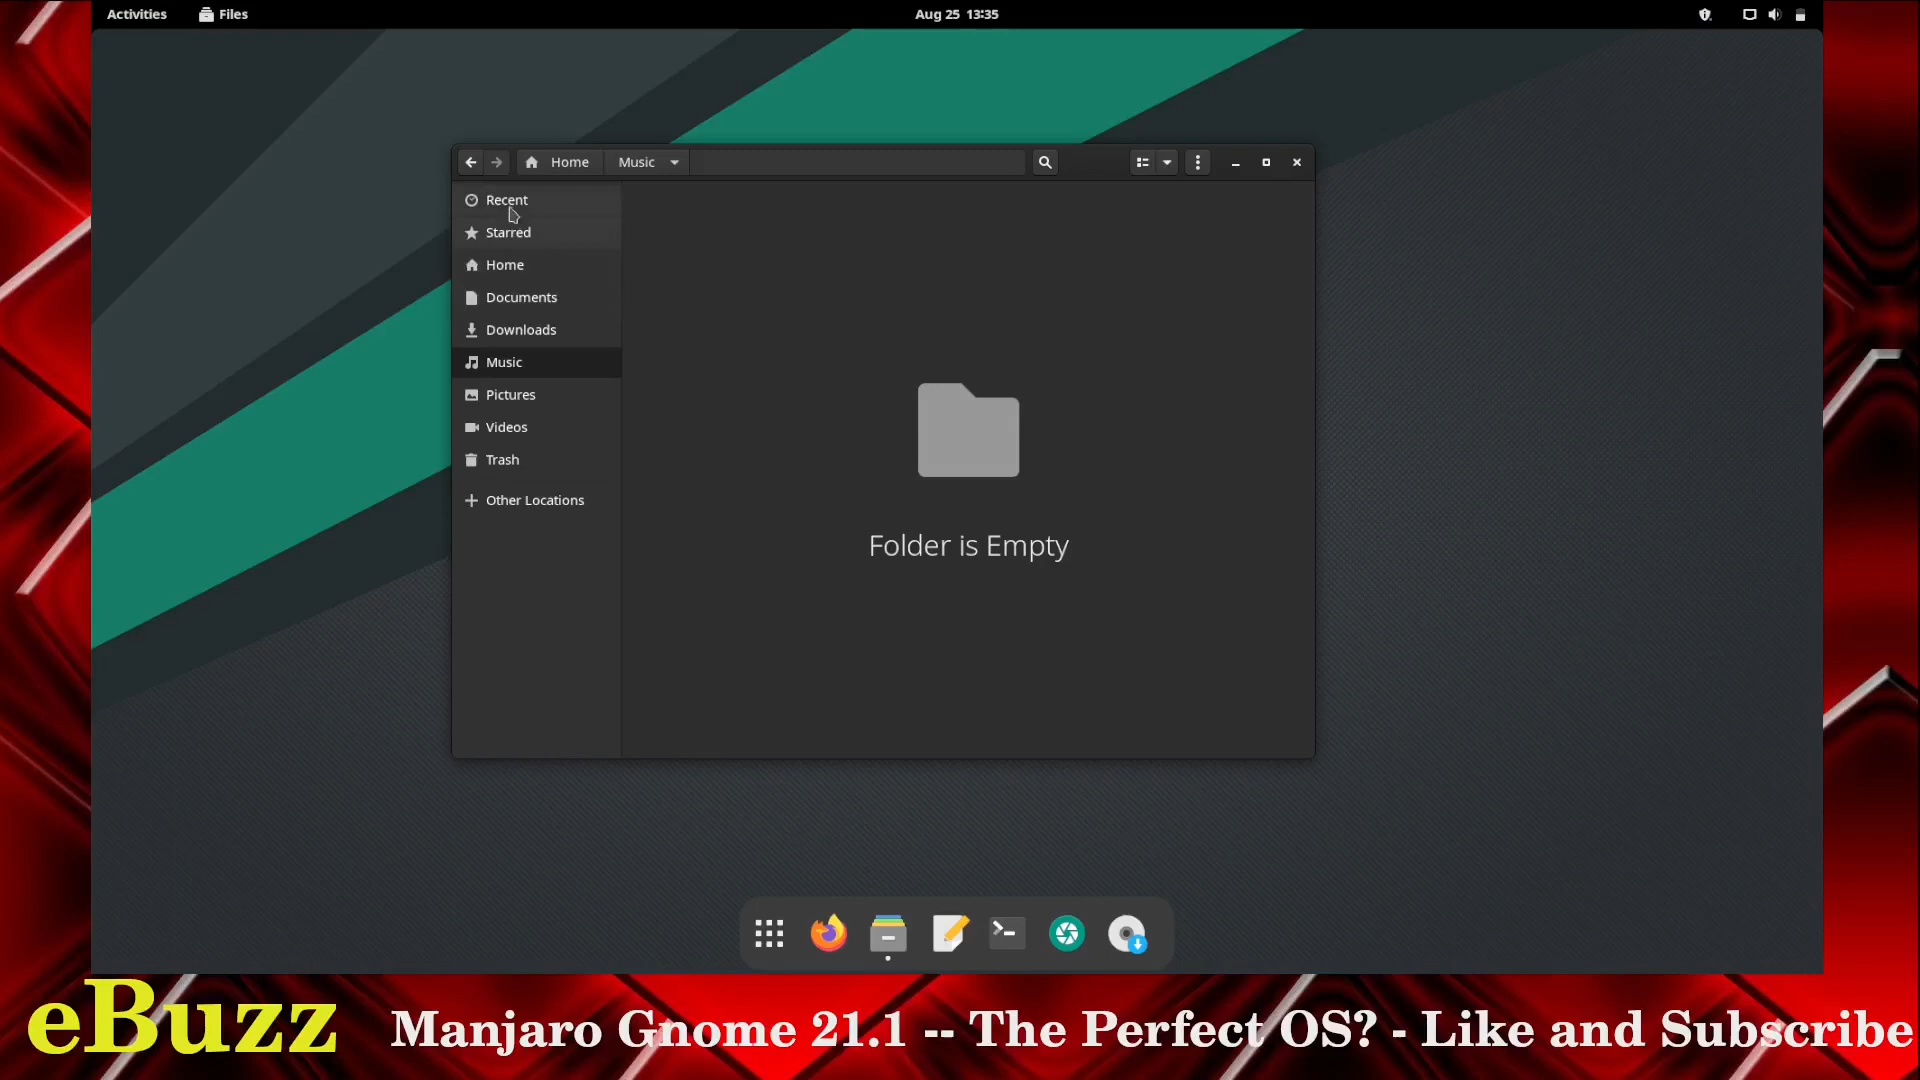 Activities Files Aug 25 13:35
Home Music
Recent
Starred
Home
Documents
Downloads
Music
Pictures
Videos
Trash
Other Locations
Folder is Empty
eBuzz Manjaro Gnome 21.1 -- The Perfect OS? - Like and Subscribe